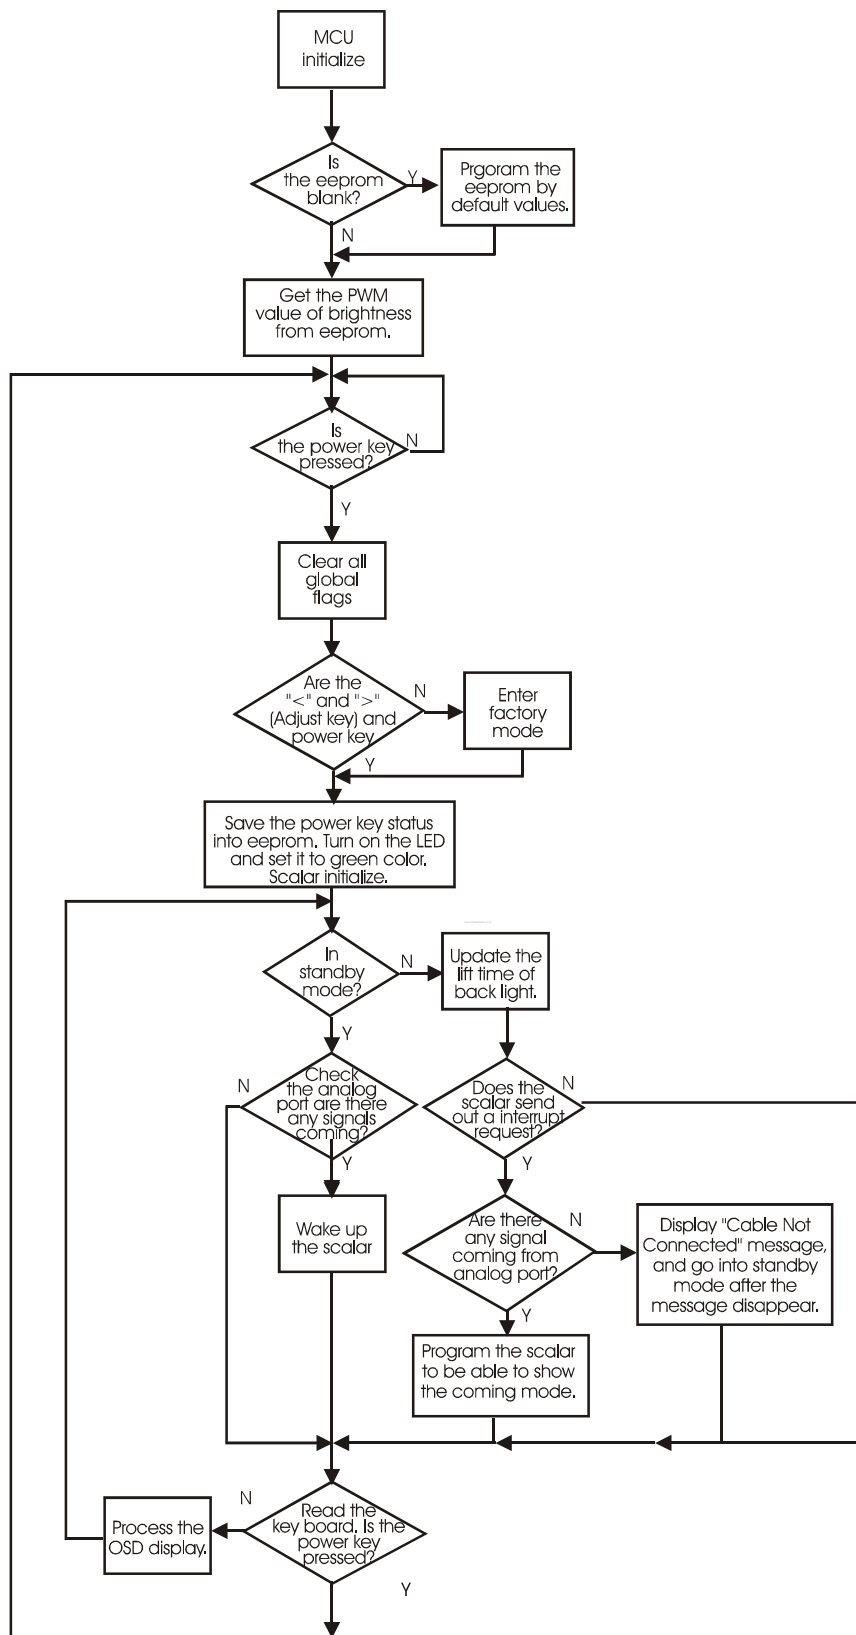 MCU
initialize
Is
the eeprom
blank?
Y
Prgoram the
eeprom by
default values.
N
Get the PWM
value of brightness
from eeprom.
Is
the power key
pressed?
N
Y
Clear all
global
flags
Are the
"<" and ">"
(Adjust key) and
power key
N
Enter
factory
mode
Y
Save the power key status
into eeprom. Turn on the LED
and set it to green color.
Scalar initialize.
In
standby
mode?
N
Update the
lift time of
back light.
Y
N
Check
the analog
port are there
any signals
coming?
Does the
scalar send
out a interrupt
request?
N
Y
Y
Wake up
the scalar
Are there
any signal
coming from
analog port?
N
Display "Cable Not
Connected" message,
and go into standby
mode after the
message disappear.
Y
Program the scalar
to be able to show
the coming mode.
N
Read the
key board. Is the
power key
pressed?
Process the
OSD display.
Y